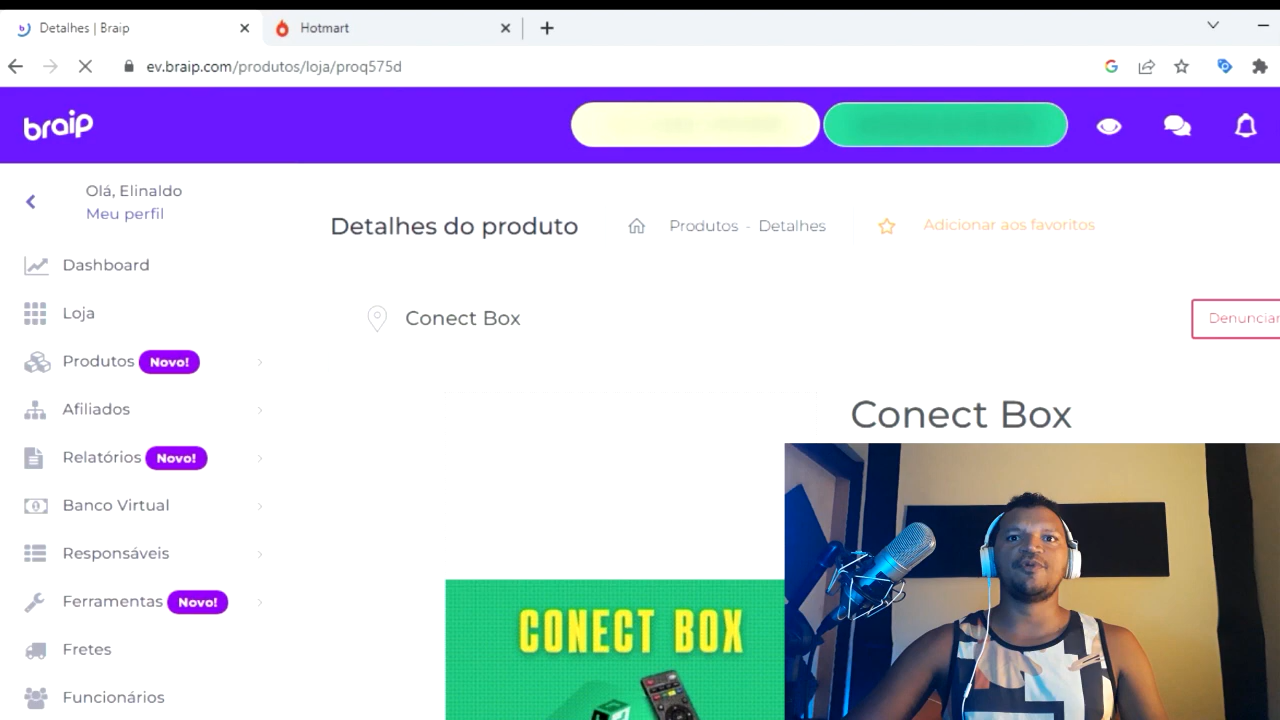 Detalhes | Braip
Hotmart
ev.braip.com/produtos/loja/proq575d
braip
Olá, Elinaldo
Meu perfil
Detalhes do produto
Produtos - Detalhes
Adicionar aos favoritos
Dashboard
Loja
Conect Box
Denunciar
Produtos Novo!
Afiliados
Conect Box
Relatórios Novo!
Banco Virtual
Responsáveis
Ferramentas Novo!
CONECT BOX
Fretes
Funcionários